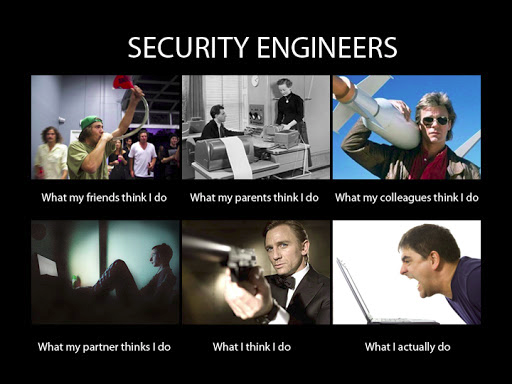 SECURITY ENGINEERS
What my friends think I do
What my parents think I do
What my colleagues think I do
What my partner thinks I do
What I think I do
What I actually do